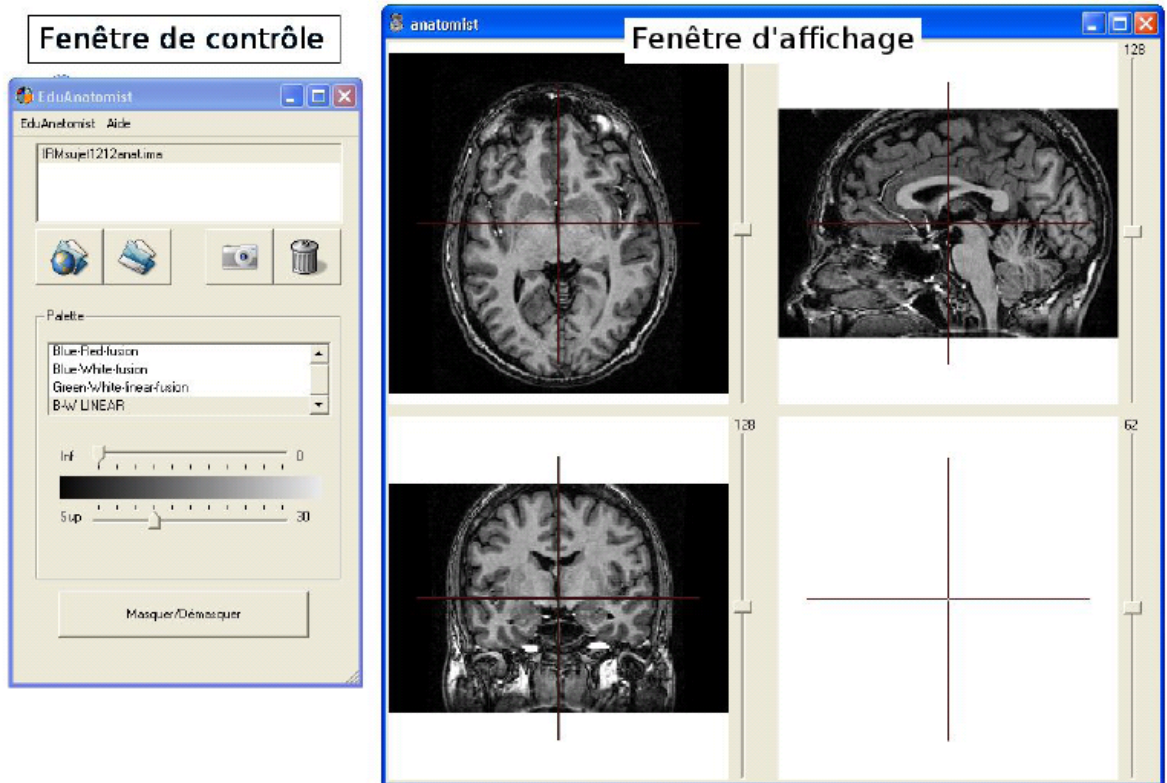 Fenêtre de contrôle
EduAnatomist
EduAnatomist Aide
IRMsujet1212anat.ima
Palette
Blue-Red-fusion
Blue-White-fusion
Green-White-linear-fusion
B-W LINEAR
Inf 0
Sup 30
Masquer/Démasquer
anatomist
Fenêtre d'affichage
128
128
62